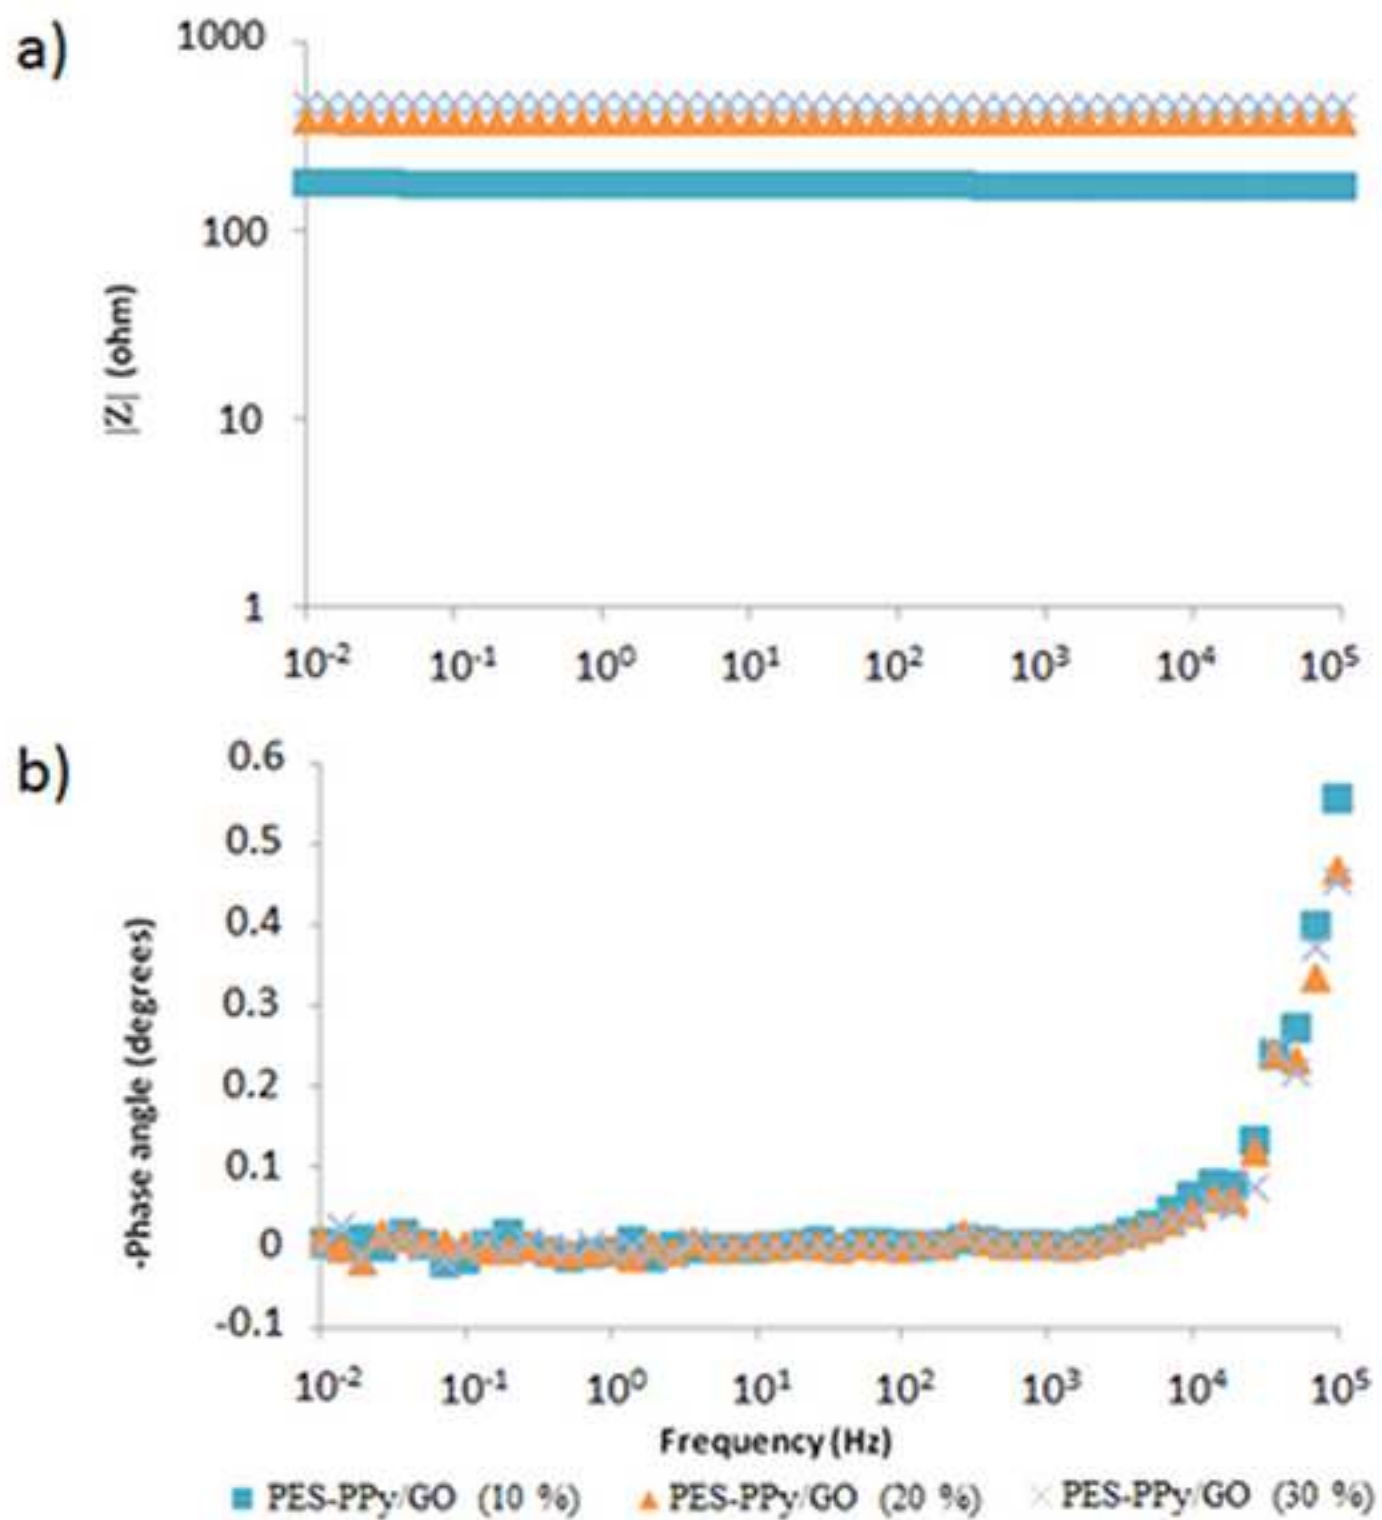 a)
1000
100
10
1
|Z| (ohm)
10⁻² 10⁻¹ 10⁰ 10¹ 10² 10³ 10⁴ 10⁵
b)
0.6
0.5
0.4
0.3
0.2
0.1
0
-0.1
-Phase angle (degrees)
10⁻² 10⁻¹ 10⁰ 10¹ 10² 10³ 10⁴ 10⁵
Frequency (Hz)
PES-PPy/GO (10 %) PES-PPy/GO (20 %) PES-PPy/GO (30 %)